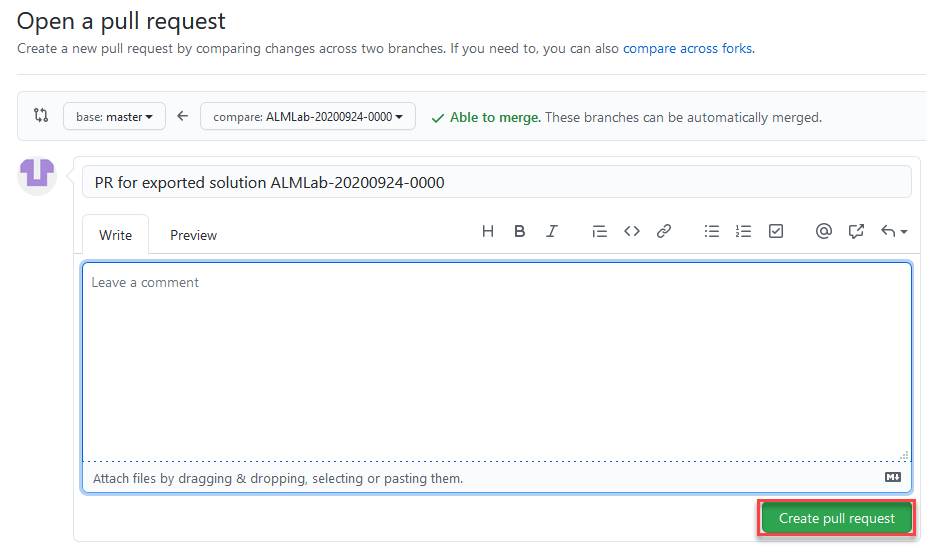 Open a pull request
Create a new pull request by comparing changes across two branches. If you need to, you can also compare across forks.
base: master compare: ALMLab-20200924-0000 Able to merge. These branches can be automatically merged.
PR for exported solution ALMLab-20200924-0000
Write Preview H B I @
Leave a comment
Attach files by dragging & dropping, selecting or pasting them.
Create pull request